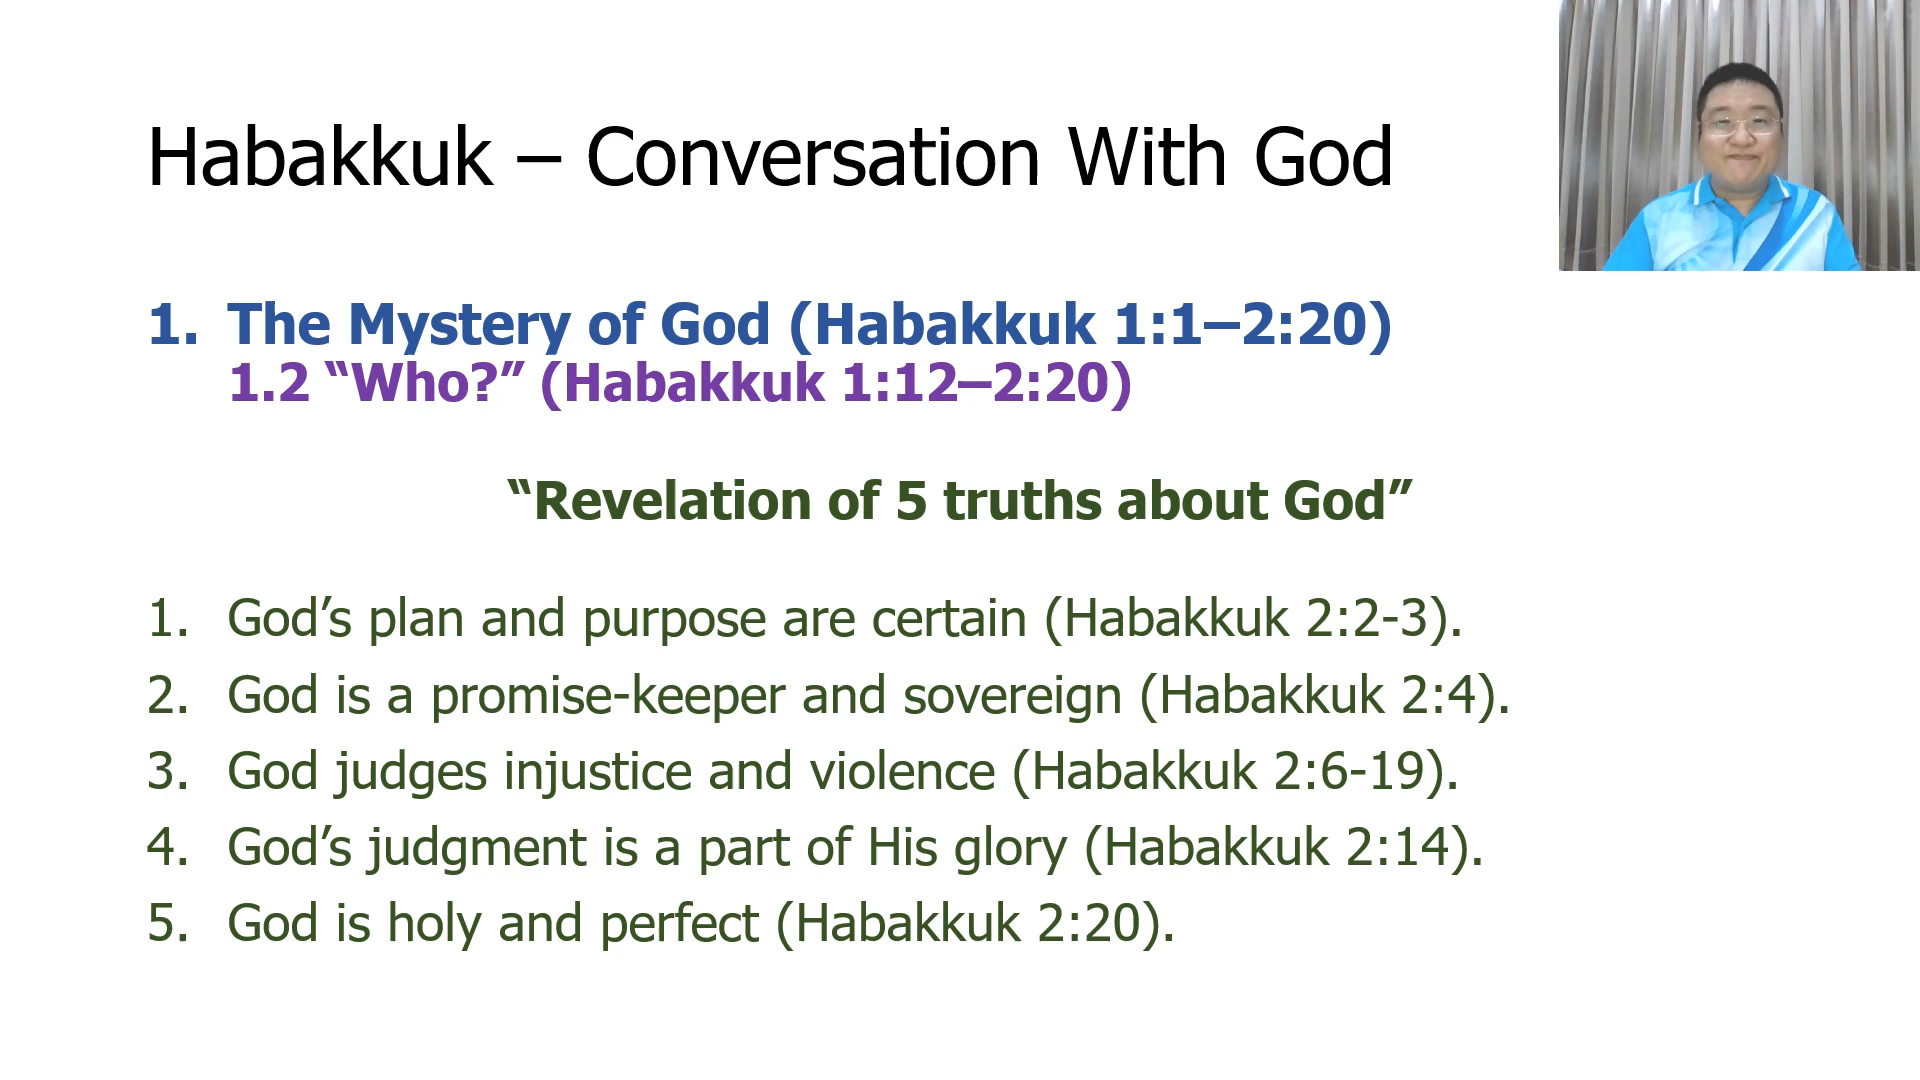 Habakkuk – Conversation With God
1. The Mystery of God (Habakkuk 1:1–2:20)
1.2 “Who?” (Habakkuk 1:12–2:20)
“Revelation of 5 truths about God”
1. God’s plan and purpose are certain (Habakkuk 2:2-3).
2. God is a promise-keeper and sovereign (Habakkuk 2:4).
3. God judges injustice and violence (Habakkuk 2:6-19).
4. God’s judgment is a part of His glory (Habakkuk 2:14).
5. God is holy and perfect (Habakkuk 2:20).